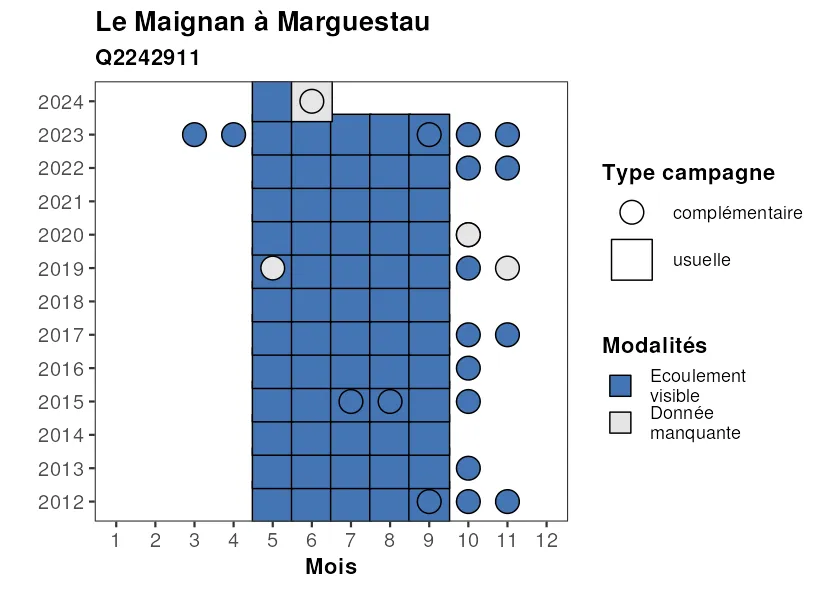 Le Maignan à Marguestau
Q2242911
2024
2023
2022
2021
2020
2019
2018
2017
2016
2015
2014
2013
2012
1 2 3 4 5 6 7 8 9 10 11 12
Mois
Type campagne
complémentaire
usuelle
Modalités
Ecoulement
visible
Donnée
manquante